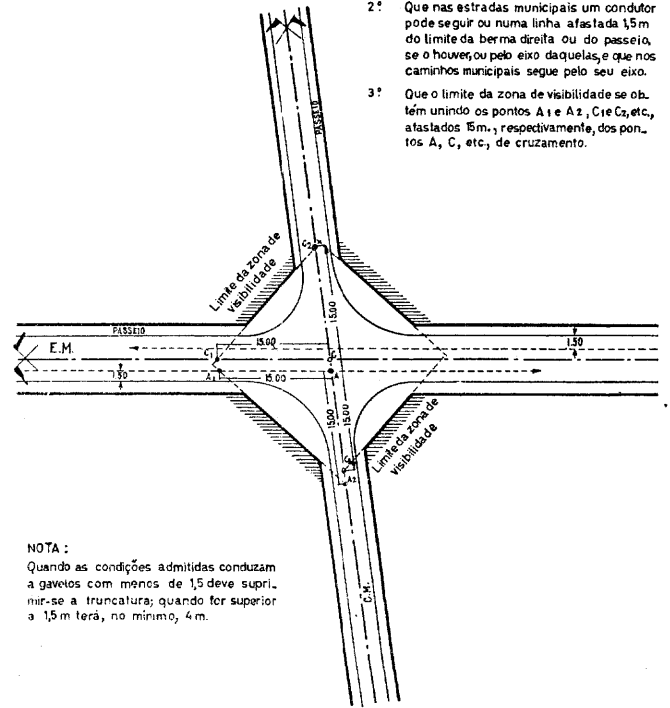 2º Que nas estradas municipais um condutor
pode seguir ou numa linha afastada 1,5m
do limite da berma direita ou do passeio,
se o houver, ou pelo eixo daquelas, e que nos
caminhos municipais segue pelo seu eixo.
3º Que o limite da zona de visibilidade se ob_
tém unindo os pontos A1 e A2, C1 e C2, etc.,
afastados 15m., respectivamente, dos pon_
tos A, C, etc., de cruzamento.
PASSEIO
Limite da zona de
visibilidade
C2
15.00
PASSEIO
E.M.
15.00
1.50
C1
C
1.50
A1
15.00
A
15.00
15.00
Limite da zona de
visibilidade
A2
C.M.
NOTA :
Quando as condições admitidas conduzam
a gavetos com menos de 1,5 deve supri_
mir-se a truncatura; quando for superior
a 1,5m terá, no mínimo, 4m.